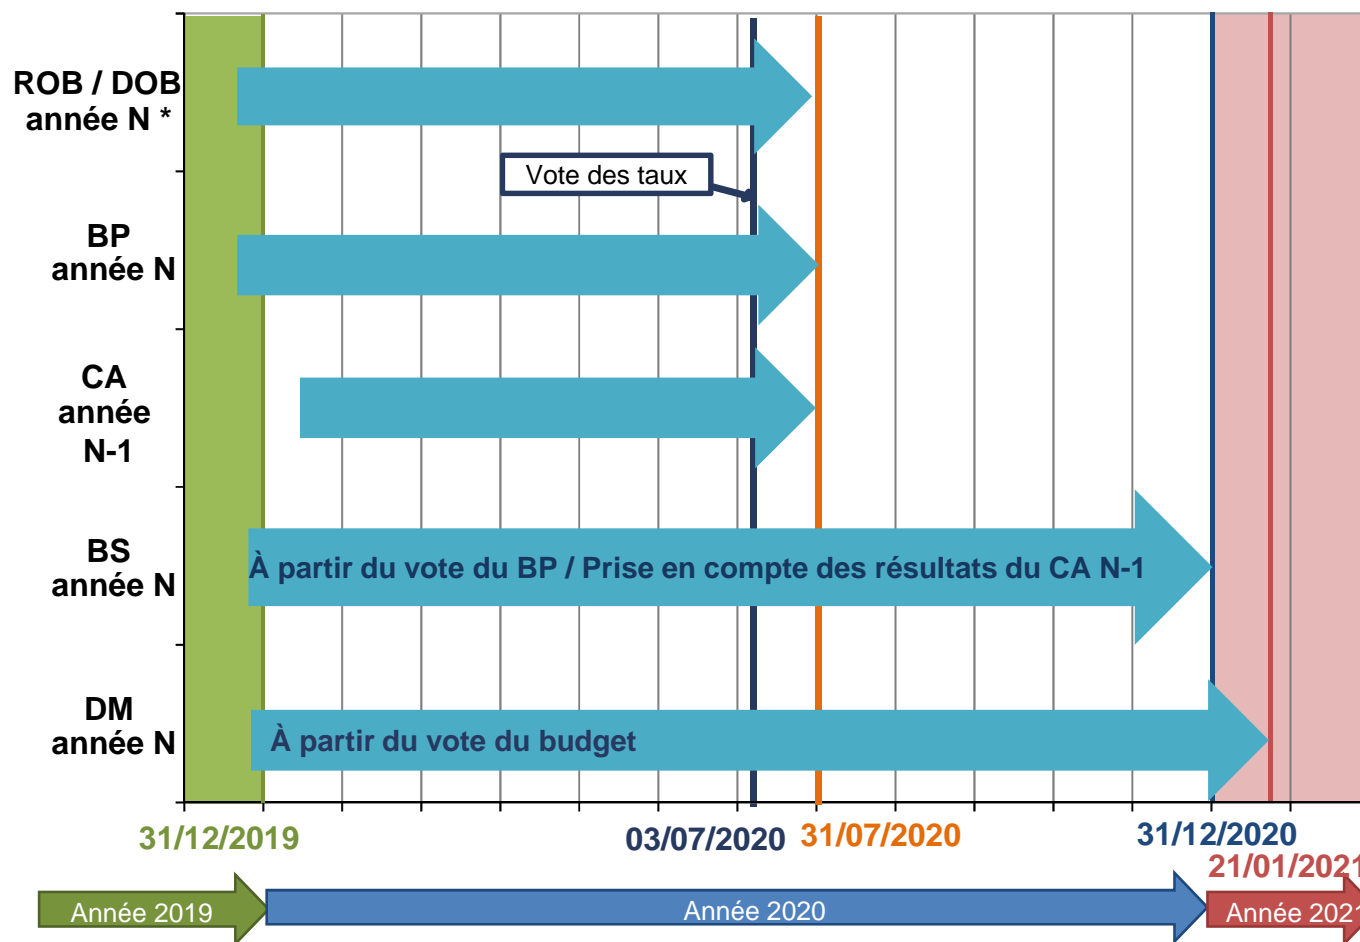 ROB / DOB
année N *
Vote des taux
BP
année N
CA
année
N-1
BS
année N
À partir du vote du BP / Prise en compte des résultats du CA N-1
DM
année N
À partir du vote du budget
31/12/2019
03/07/2020
31/07/2020
31/12/2020
21/01/2021
Année 2019
Année 2020
Année 2021